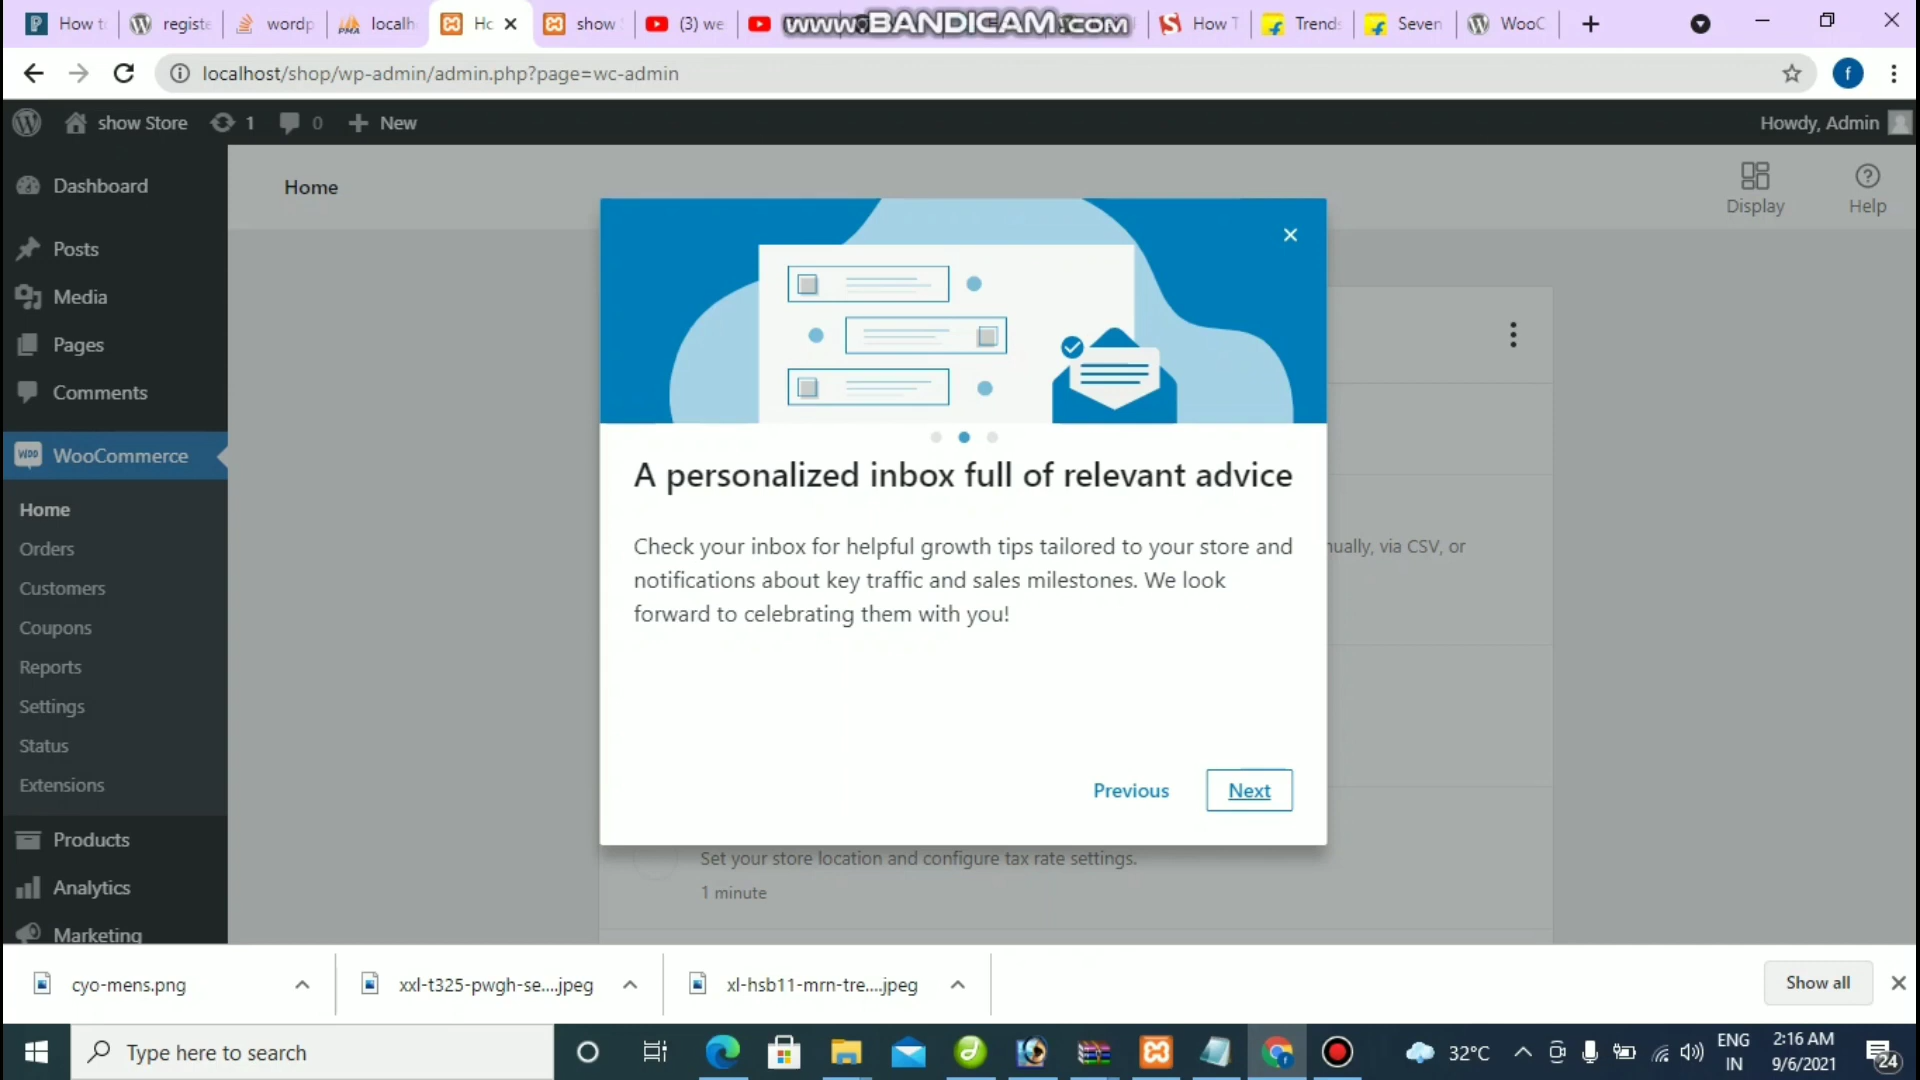 How t
registe
wordp
localh
Hc
show
(3) we
www.BANDICAM.com
How T
Trends
Seven
WooC
localhost/shop/wp-admin/admin.php?page=wc-admin
f
show Store
1
0
New
Howdy, Admin
Dashboard
Posts
Media
Pages
Comments
WooCommerce
Home
Orders
Customers
Coupons
Reports
Settings
Status
Extensions
Products
Analytics
Marketing
Home
Display
Help
A personalized inbox full of relevant advice
Check your inbox for helpful growth tips tailored to your store and
notifications about key traffic and sales milestones. We look
forward to celebrating them with you!
Previous
Next
nually, via CSV, or
Set your store location and configure tax rate settings.
1 minute
cyo-mens.png
xxl-t325-pwgh-se....jpeg
xl-hsb11-mrn-tre....jpeg
Show all
Type here to search
32°C
ENG
IN
2:16 AM
9/6/2021
24